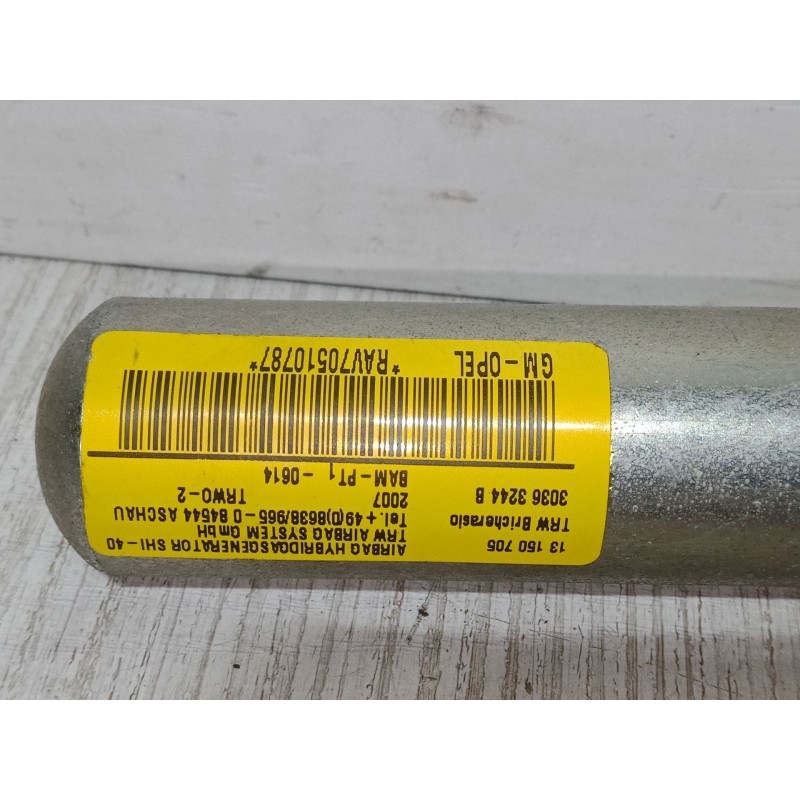 13 150 705
AIRBAG HYBRIDGASGENERATOR SHI-40
TRW AIRBAG SYSTEM GmbH
TRW Bricherasio
Tel. + 49(0)8638/965 - 0 84544 ASCHAU
3036 3244 B
2007
TRWO-2
BAM-PT1-0614
GM-OPEL
*RAV70510787*